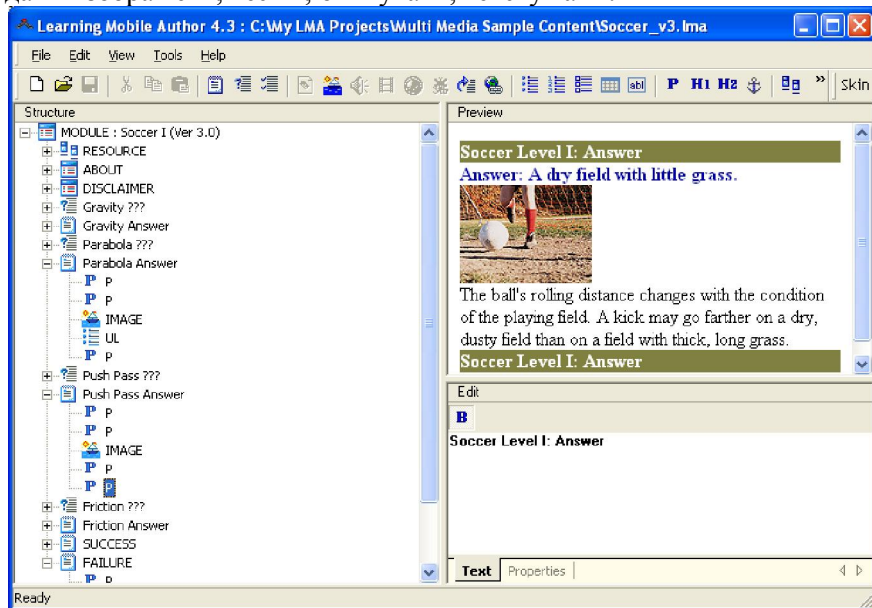 Learning Mobile Author 4.3 : C:\My LMA Projects\Multi Media Sample Content\Soccer_v3.lma
File Edit View Tools Help
abl P H1 H2 » Skin
Structure
MODULE : Soccer I (Ver 3.0)
RESOURCE
ABOUT
DISCLAIMER
Gravity ???
Gravity Answer
Parabola ???
Parabola Answer
P P
P P
IMAGE
UL
P P
Push Pass ???
Push Pass Answer
P P
P P
IMAGE
P P
P P
Friction ???
Friction Answer
SUCCESS
FAILURE
P P
Preview
Soccer Level I: Answer
Answer: A dry field with little grass.
The ball's rolling distance changes with the condition
of the playing field. A kick may go farther on a dry,
dusty field than on a field with thick, long grass.
Soccer Level I: Answer
Edit
B
Soccer Level I: Answer
Text Properties
Ready